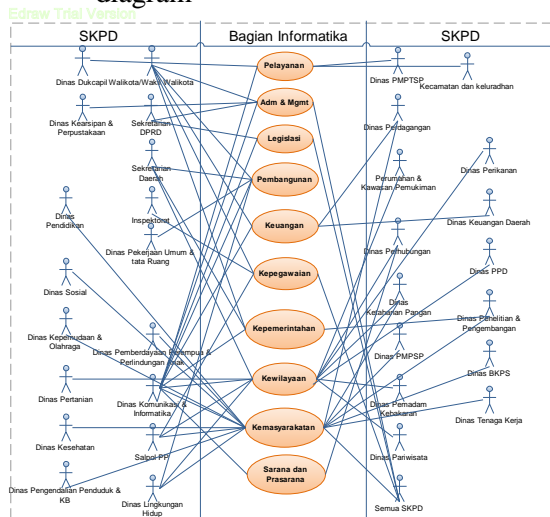 diagram
Edraw Trial Version
SKPD
Bagian Informatika
SKPD
Dinas Dukcapil
Walikota/Wakil Walikota
Pelayanan
Dinas PMPTSP
Kecamatan dan keluradhan
Dinas Kearsipan &
Perpustakaan
Sekretarian
DPRD
Adm & Mgmt
Dinas Perdagangan
Legislasi
Sekretarian
Daerah
Pembangunan
Perumahan &
Kawasan Pemukiman
Dinas Perikanan
Dinas
Pendidikan
Inspektorat
Keuangan
Dinas Keuangan Daerah
Dinas Pekerjaan Umum &
tata Ruang
Dinas Perhubungan
Kepegawaian
Dinas PPD
Dinas Sosial
Dinas
Ketahanan Pangan
Dinas Kepemudaan &
Olahraga
Dinas Pemberdayaan Perempua &
Perlindungan Anak
Kepemerintahan
Dinas PMPSP
Dinas Penelitian &
Pengembangan
Dinas BKPS
Dinas Pertanian
Dinas Komunikasi &
Informatika
Kewilayaan
Dinas Pemadam
Kebakaran
Dinas Tenaga Kerja
Dinas Kesehatan
Salpol PP
Kemasyarakatan
Dinas Pariwisata
Dinas Pengendalian Penduduk &
KB
Dinas Lingkungan
Hidup
Sarana dan
Prasarana
Semua SKPD